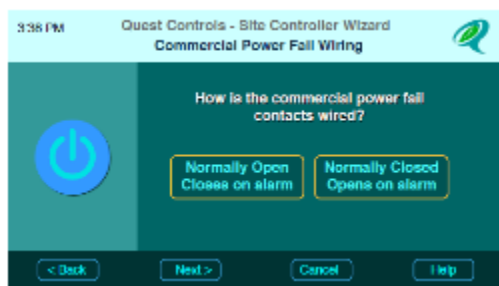 3:38 PM
Quest Controls - Site Controller Wizard
Commercial Power Fail Wiring
How is the commercial power fail
contacts wired?
Normally Open
Closes on alarm
Normally Closed
Opens on alarm
< Back
Next >
Cancel
Help